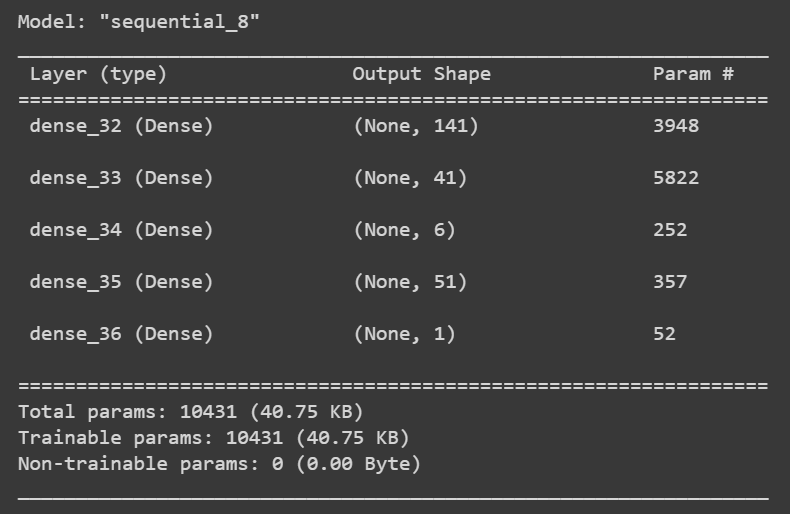 Model: "sequential_8"
_________________________________________________________________
Layer (type)                Output Shape              Param #
=================================================================
dense_32 (Dense)            (None, 141)               3948
dense_33 (Dense)            (None, 41)                5822
dense_34 (Dense)            (None, 6)                 252
dense_35 (Dense)            (None, 51)                357
dense_36 (Dense)            (None, 1)                 52
=================================================================
Total params: 10431 (40.75 KB)
Trainable params: 10431 (40.75 KB)
Non-trainable params: 0 (0.00 Byte)
_________________________________________________________________